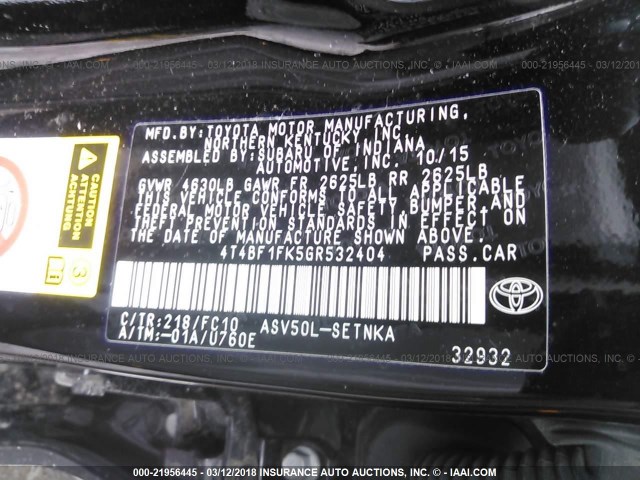 000-21956445 - 03/12/2018 INSURANCE AUTO AUCTIONS, INC. - © - IAAI.COM
MFD.BY:TOYOTA MOTOR MANUFACTURING,
NORTHERN KENTUCKY,INC
ASSEMBLED BY:SUBARU OF INDIANA
AUTOMOTIVE, INC. 10/15
GVWR 4630LB GAWR FR 2625LB RR 2625LB
THIS VEHICLE CONFORMS TO ALL APPLICABLE
FEDERAL MOTOR VEHICLE SAFETY,BUMPER,AND
THEFT PREVENTION STANDARDS IN EFFECT ON
THE DATE OF MANUFACTURE SHOWN ABOVE.
4T4BF1FK5GR532404 PASS.CAR
C/TR:218/FC10 ASV50L-SETNKA
A/TM:-01A/U760E
32932
TOYOTA
ATTENTION
ACHTUNG
3
000-21956445 - 03/12/2018 INSURANCE AUTO AUCTIONS, INC. - © - IAAI.COM